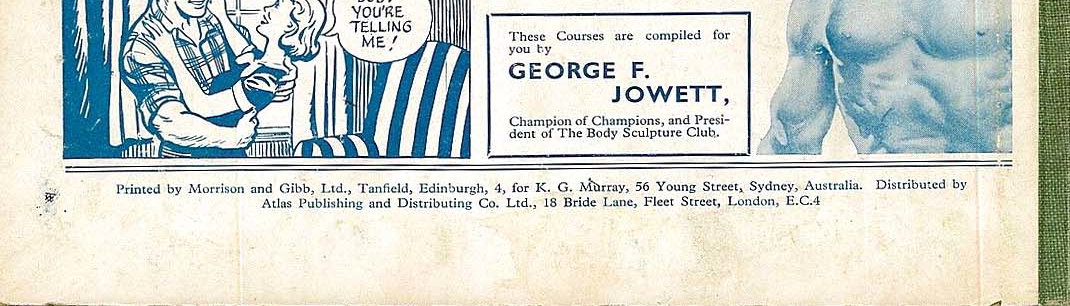 YOU'RE
TELLING
ME!
These Courses are compiled for
you by
GEORGE F.
JOWETT,
Champion of Champions, and Presi-
dent of The Body Sculpture Club.
Printed by Morrison and Gibb, Ltd., Tanfield, Edinburgh, 4, for K. G. Murray, 56 Young Street, Sydney, Australia. Distributed by
Atlas Publishing and Distributing Co. Ltd., 18 Bride Lane, Fleet Street, London, E.C.4